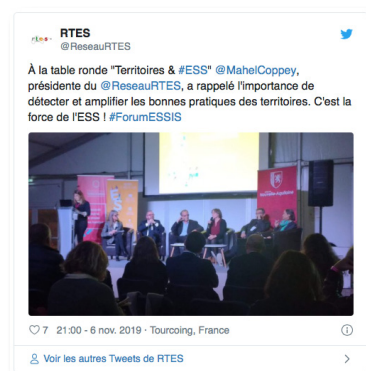 rtes
RTES
@ReseauRTES
À la table ronde "Territoires & #ESS" @MahelCoppey,
présidente du @ReseauRTES, a rappelé l'importance de
détecter et amplifier les bonnes pratiques des territoires. C'est la
force de l'ESS ! #ForumESSIS
7 21:00 - 6 nov. 2019 · Tourcoing, France
Voir les autres Tweets de RTES